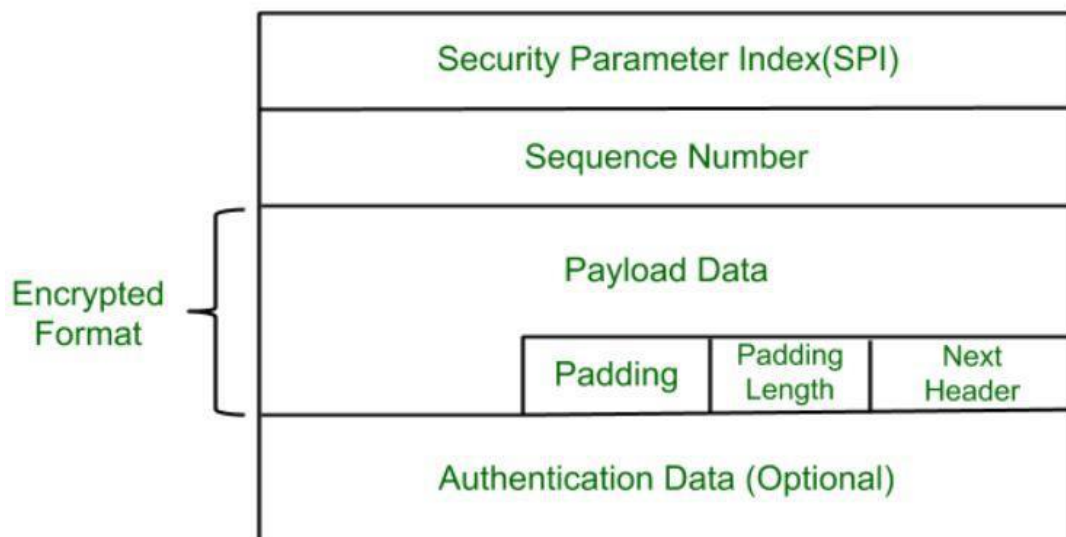 Security Parameter Index(SPI)
Sequence Number
Payload Data
Encrypted
Format
Padding
Padding
Length
Next
Header
Authentication Data (Optional)